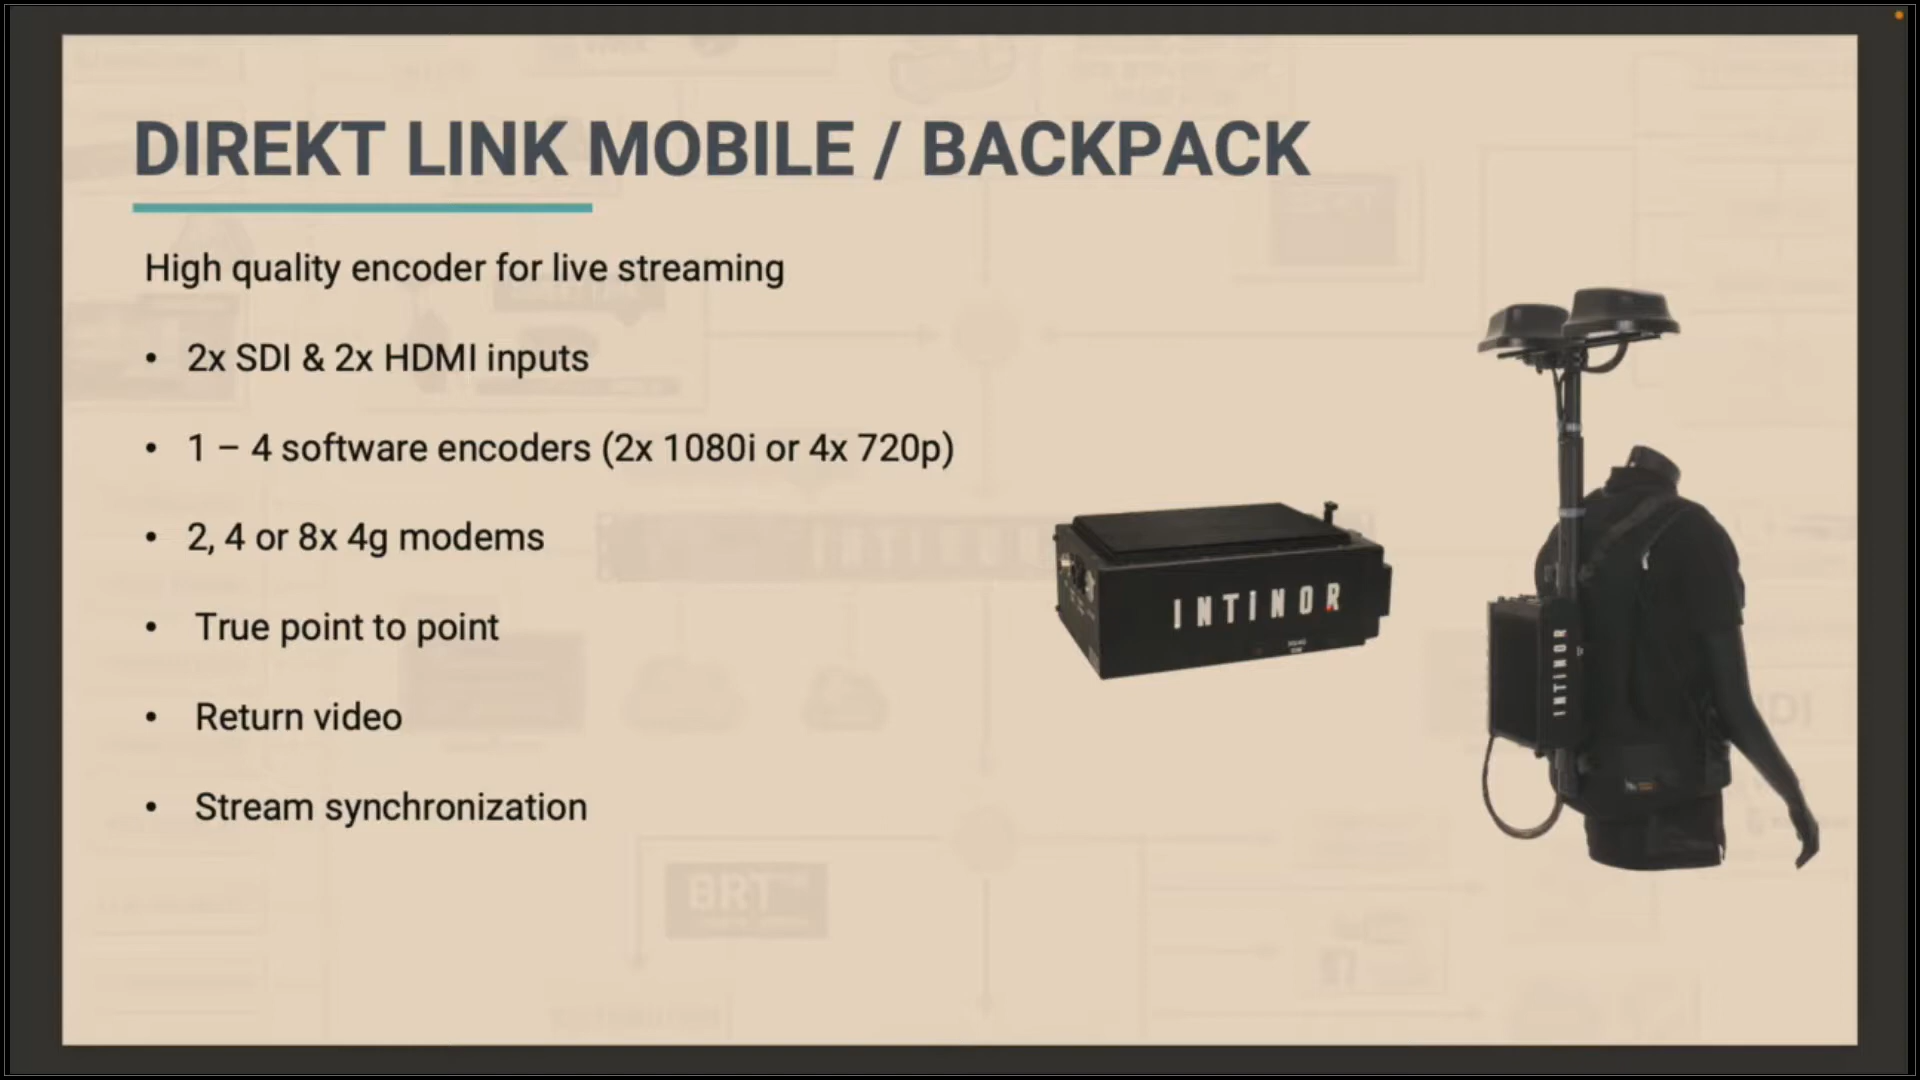 DIREKT LINK MOBILE / BACKPACK
High quality encoder for live streaming
• 2x SDI & 2x HDMI inputs
• 1 – 4 software encoders (2x 1080i or 4x 720p)
• 2, 4 or 8x 4g modems
• True point to point
• Return video
• Stream synchronization
INTINOR
INTINOR
INTINOR
BRT